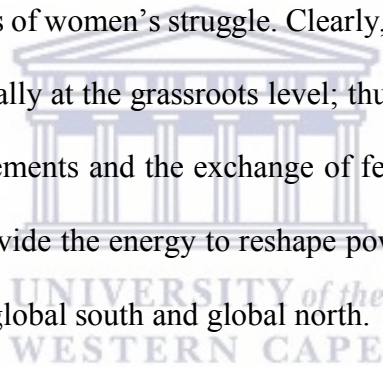 s of women’s struggle. Clearly,
ally at the grassroots level; thu
ements and the exchange of fe
vide the energy to reshape pow
UNIVERSITY of the
global south and global north.
WESTERN CAPE